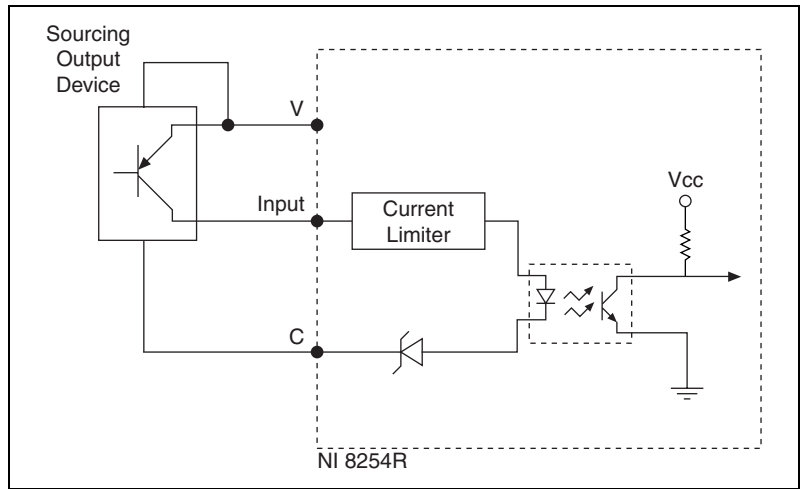 Sourcing
Output
Device
V
Input
Current
Limiter
Vcc
C
NI 8254R